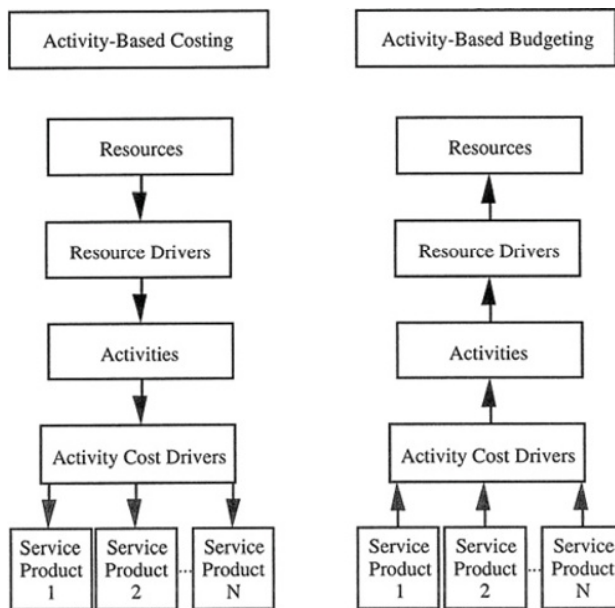 Activity-Based Costing
Resources
Resource Drivers
Activities
Activity Cost Drivers
Service
Product
1
Service
Product
2
...
Service
Product
N
Activity-Based Budgeting
Resources
Resource Drivers
Activities
Activity Cost Drivers
Service
Product
1
Service
Product
2
...
Service
Product
N